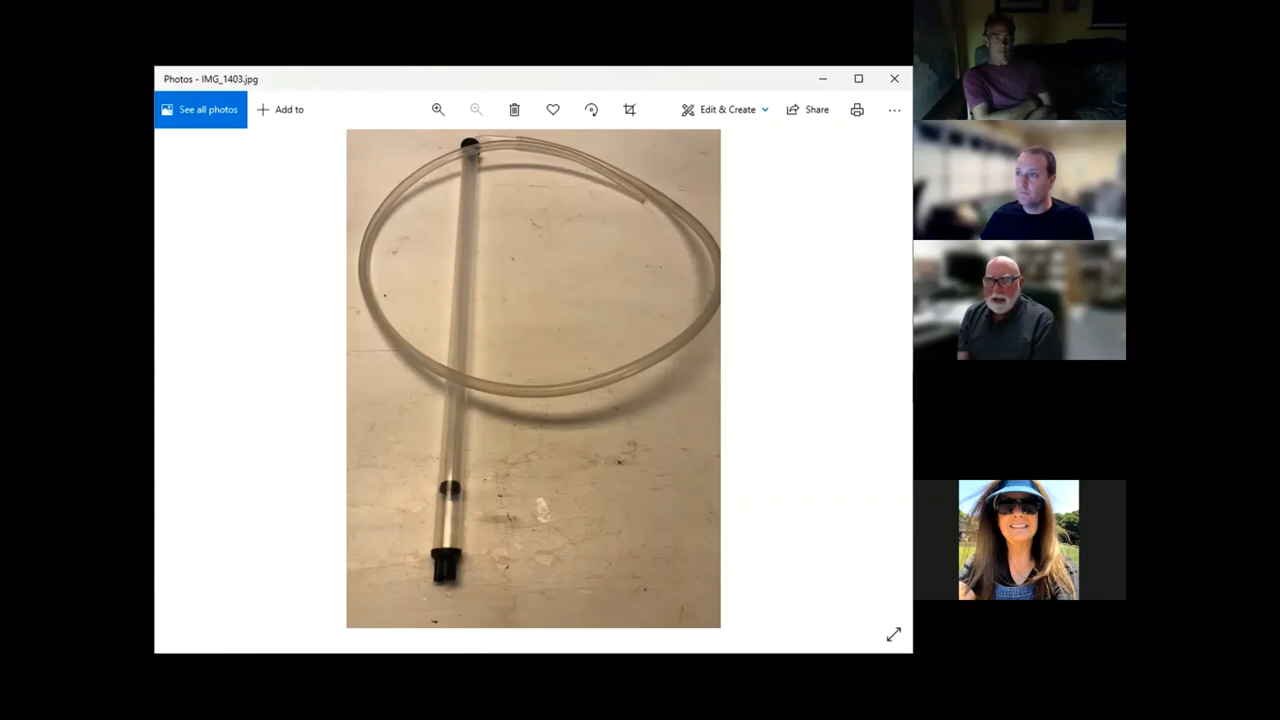 Photos - IMG_1403.jpg
See all photos
Add to
Edit & Create
Share